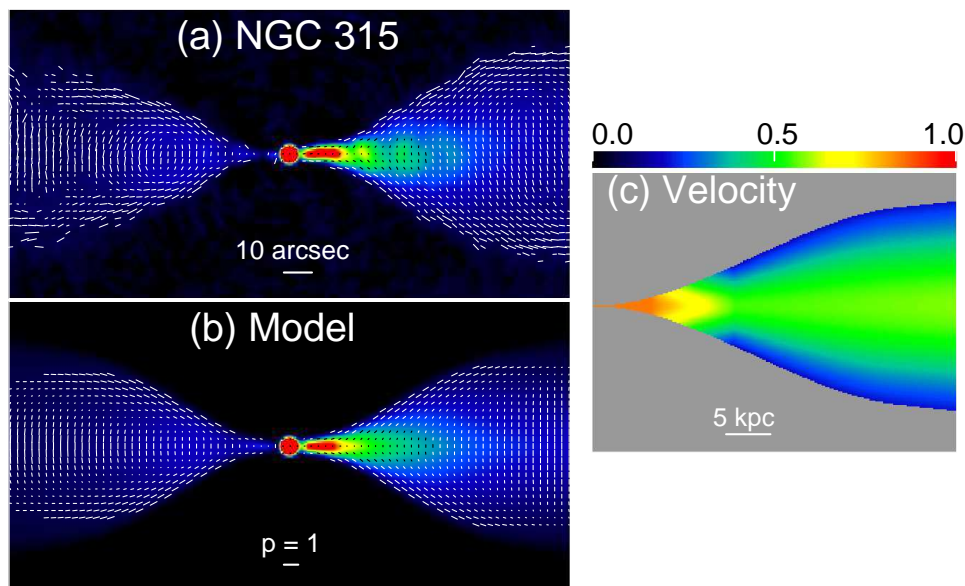 (a) NGC 315
10 arcsec
(b) Model
p = 1
0.0 0.5 1.0
(c) Velocity
5 kpc